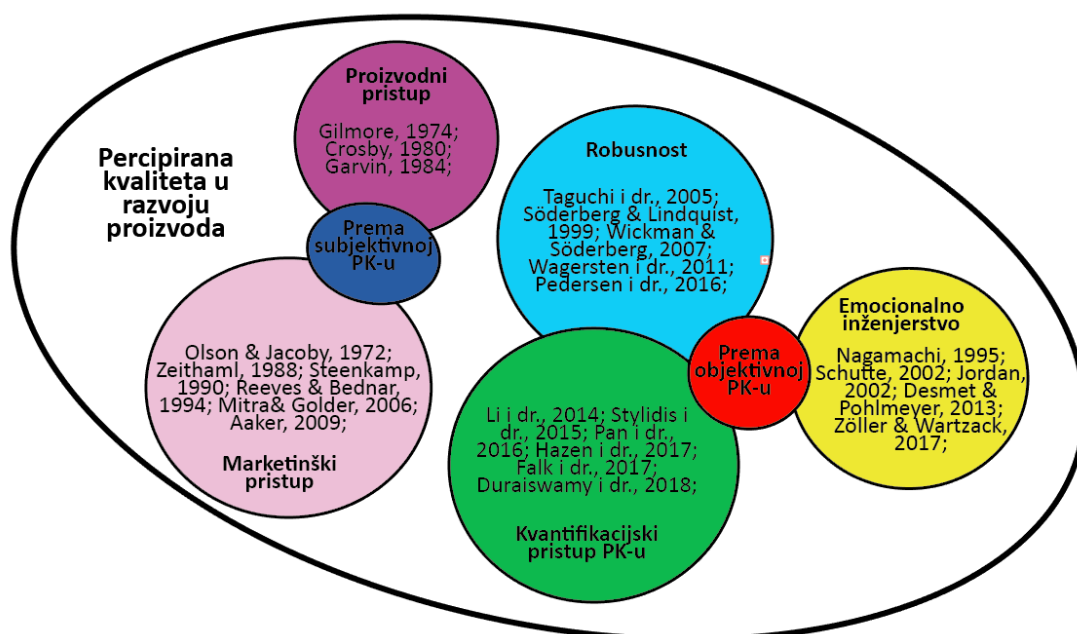 Percipirana
kvaliteta u
razvoju
proizvoda
Proizvodni
pristup
Gilmore, 1974;
Crosby, 1980;
Garvin, 1984;
Prema
subjektivnoj
PK-u
Olson & Jacoby, 1972;
Zeithaml, 1988; Steenkamp,
1990; Reeves & Bednar,
1994; Mitra& Golder, 2006;
Aaker, 2009;
Marketinški
pristup
Robusnost
Taguchi i dr., 2005;
Söderberg & Lindquist,
1999; Wickman &
Söderberg, 2007;
Wagersten i dr., 2011;
Pedersen i dr., 2016;
Prema
objektivnoj
PK-u
Emocionalno
inženjerstvo
Nagamachi, 1995;
Schutte, 2002; Jordan,
2002; Desmet &
Pohlmeyer, 2013;
Zöller & Wartzack,
2017;
Li i dr., 2014; Stylidis i
dr., 2015; Pan i dr.,
2016; Hazen i dr., 2017;
Falk i dr., 2017;
Duraiswamy i dr., 2018;
Kvantifikacijski
pristup PK-u